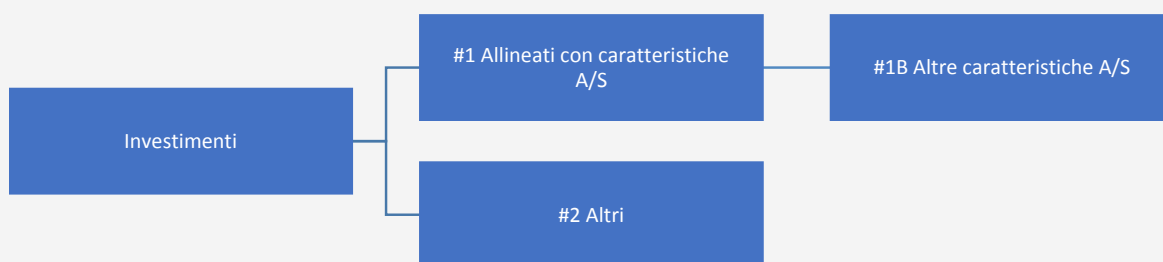 #1 Allineati con caratteristiche
A/S
#1B Altre caratteristiche A/S
Investimenti
#2 Altri